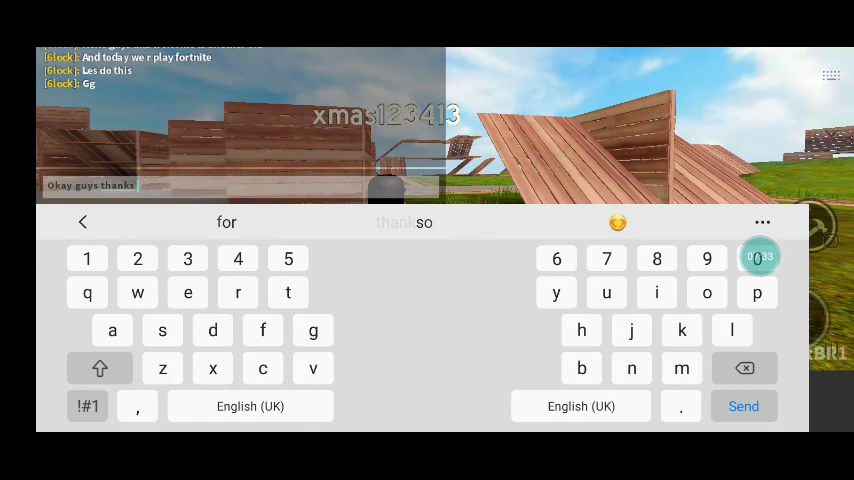 [6lock]: And today we r play fortnite
[6lock]: Les do this
[6lock]: Gg
xmas123413
Okay guys thanks
for
thank so
1 2 3 4 5 6 7 8 9 0
q w e r t y u i o p
a s d f g h j k l
z x c v b n m
!#1 , English (UK) English (UK) . Send